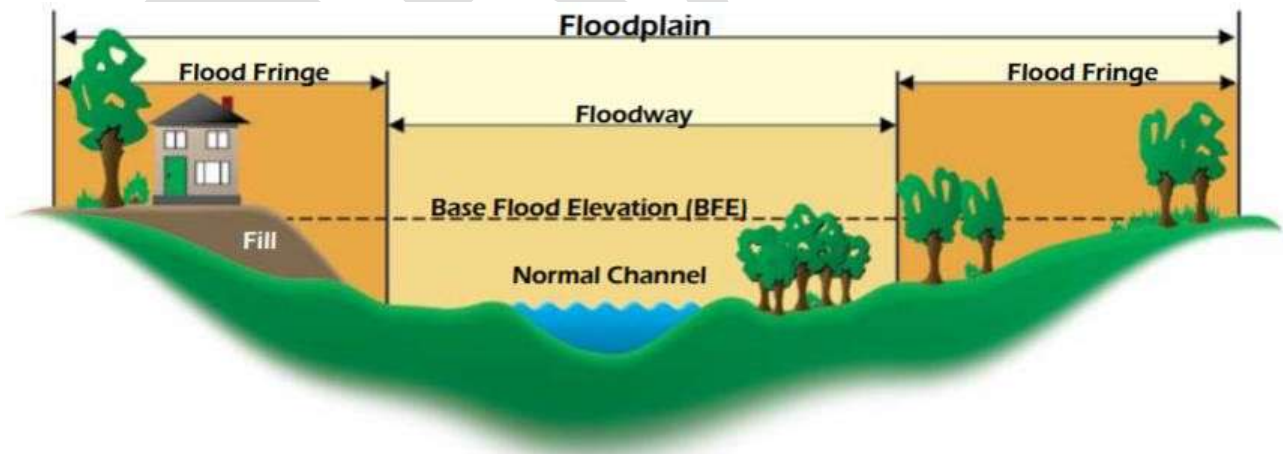 Floodplain
Flood Fringe
Flood Fringe
Floodway
Base Flood Elevation (BFE)
Fill
Normal Channel